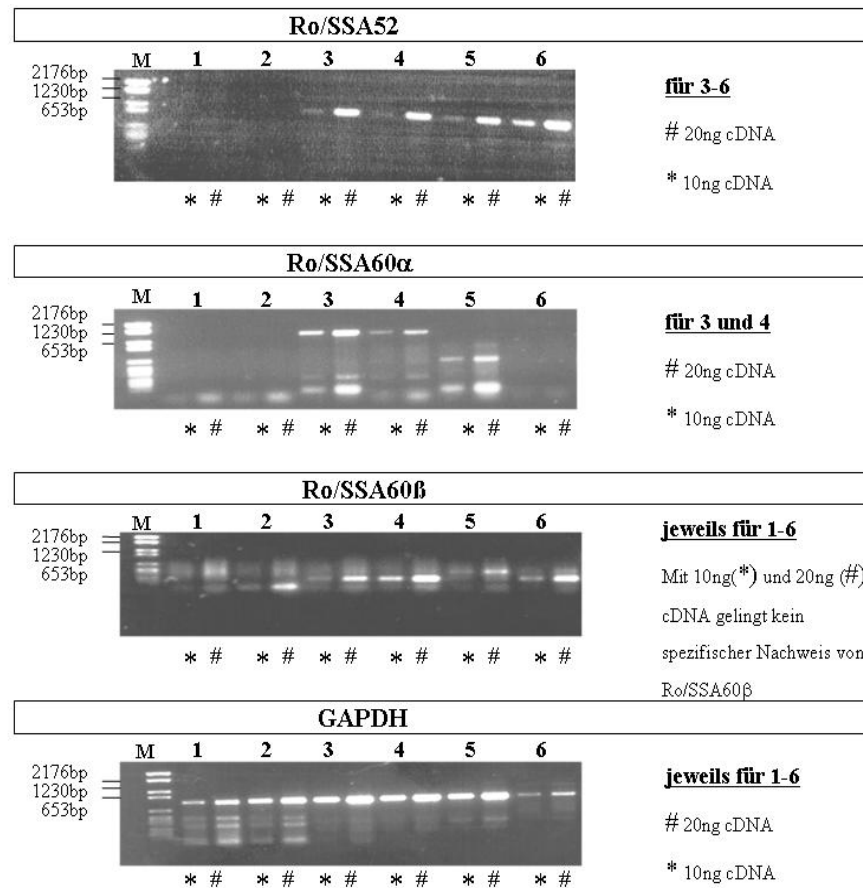 Ro/SSA52
M 1 2 3 4 5 6
2176bp
1230bp
653bp
* # * # * # * # * # * #
für 3-6
# 20ng cDNA
* 10ng cDNA
Ro/SSA60α
M 1 2 3 4 5 6
2176bp
1230bp
653bp
* # * # * # * # * # * #
für 3 und 4
# 20ng cDNA
* 10ng cDNA
Ro/SSA60ß
M 1 2 3 4 5 6
2176bp
1230bp
653bp
* # * # * # * # * # * #
jeweils für 1-6
Mit 10ng(*) und 20ng (#)
cDNA gelingt kein
spezifischer Nachweis von
Ro/SSA60β
GAPDH
M 1 2 3 4 5 6
2176bp
1230bp
653bp
* # * # * # * # * # * #
jeweils für 1-6
# 20ng cDNA
* 10ng cDNA